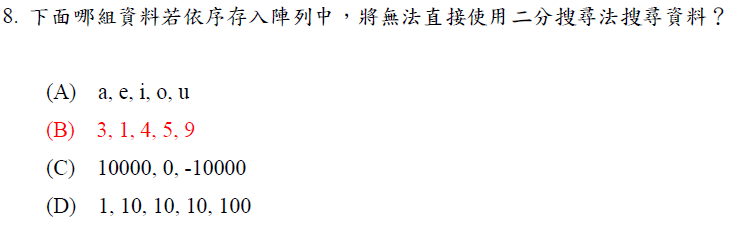 8. 下面哪組資料若依序存入陣列中，將無法直接使用二分搜尋法搜尋資料？
(A) a, e, i, o, u
(B) 3, 1, 4, 5, 9
(C) 10000, 0, -10000
(D) 1, 10, 10, 10, 100